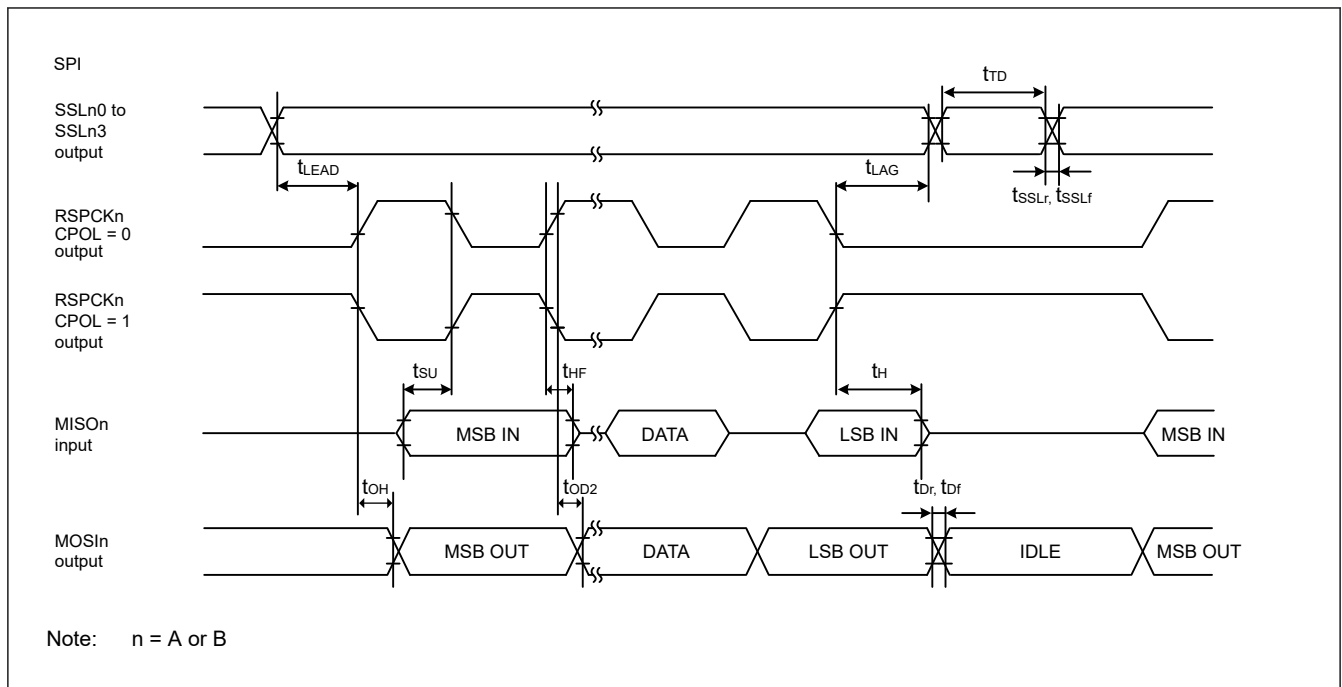 SPI
tTD
SSLn0 to
SSLn3
output
tLEAD
tLAG
tSSLr, tSSLf
RSPCKn
CPOL = 0
output
RSPCKn
CPOL = 1
output
tSU
tHF
tH
MISOn
input
MSB IN
DATA
LSB IN
MSB IN
tOH
tOD2
tDr, tDf
MOSIn
output
MSB OUT
DATA
LSB OUT
IDLE
MSB OUT
Note: n = A or B